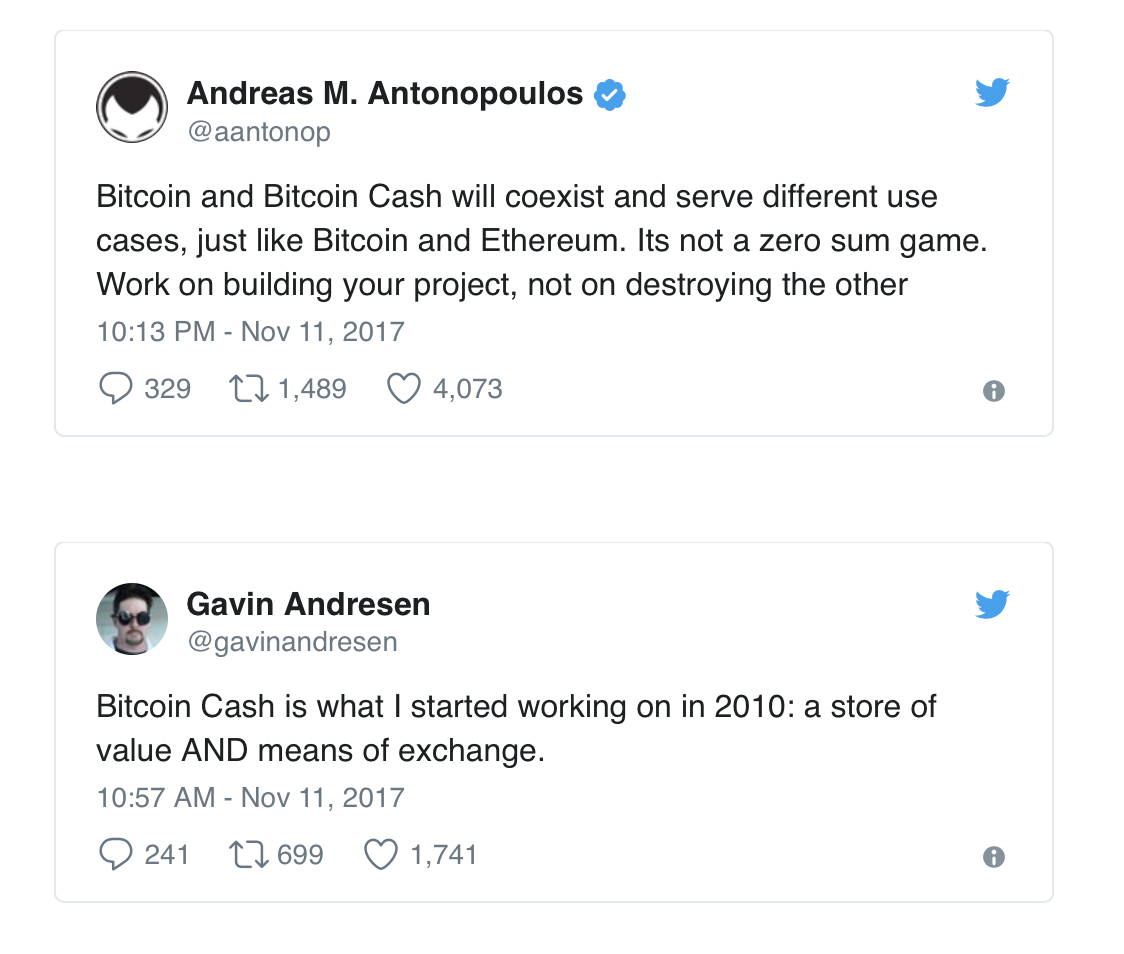 Andreas M. Antonopoulos
@aantonop
Bitcoin and Bitcoin Cash will coexist and serve different use
cases, just like Bitcoin and Ethereum. Its not a zero sum game.
Work on building your project, not on destroying the other
10:13 PM - Nov 11, 2017
329 1,489 4,073
Gavin Andresen
@gavinandresen
Bitcoin Cash is what I started working on in 2010: a store of
value AND means of exchange.
10:57 AM - Nov 11, 2017
241 699 1,741